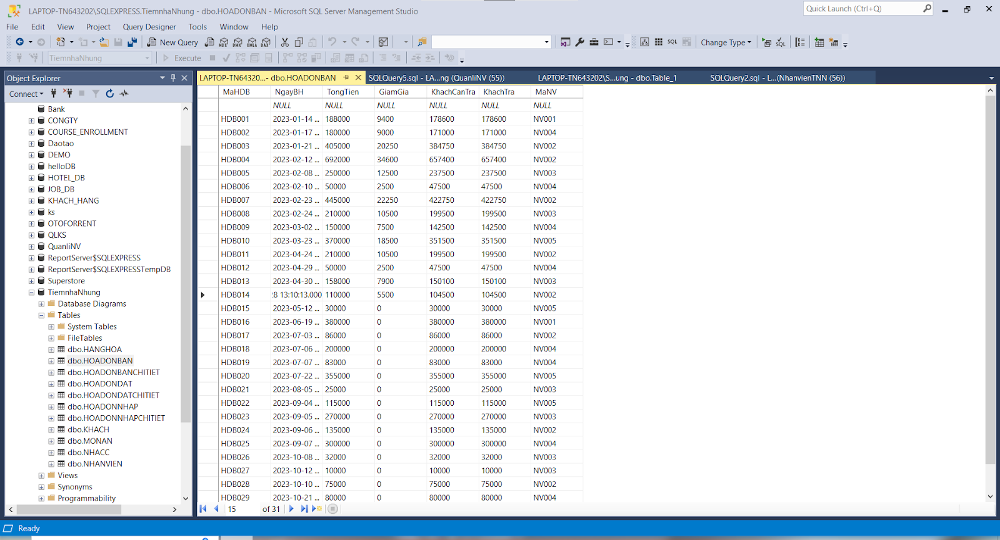 LAPTOP-TN643202\SQLEXPRESS.TiemnhaNhung - dbo.HOADONBAN - Microsoft SQL Server Management Studio
Quick Launch (Ctrl+Q)
File Edit View Project Query Designer Tools Window Help
New Query MDX DMX XMLA DAX SQL Change Type SQL
TiemnhaNhung Execute
Object Explorer
Connect
Bank
CONGTY
COURSE_ENROLLMENT
Daotao
DEMO
helloDB
HOTEL_DB
JOB_DB
KHACH_HANG
ks
OTOFORRENT
QLKS
QuanliNV
ReportServer$SQLEXPRESS
ReportServer$SQLEXPRESSTempDB
Superstore
TiemnhaNhung
Database Diagrams
Tables
System Tables
FileTables
dbo.HANGHOA
dbo.HOADONBAN
dbo.HOADONBANCHITIET
dbo.HOADONDAT
dbo.HOADONDATCHITIET
dbo.HOADONNHAP
dbo.HOADONNHAPCHITIET
dbo.KHACH
dbo.MONAN
dbo.NHACC
dbo.NHANVIEN
Views
Synonyms
Programmability
LAPTOP-TN64320...- dbo.HOADONBAN SQLQuery5.sql - LA...ng (QuanliNV (55)) LAPTOP-TN643202\S...ung - dbo.Table_1 SQLQuery2.sql - L...(NhanvienTNN (56))
MaHDB NgayBH TongTien GiamGia KhachCanTra KhachTra MaNV
NULL NULL NULL NULL NULL NULL
HDB001 2023-01-14 ... 188000 9400 178600 178600 NV001
HDB002 2023-01-17 ... 180000 9000 171000 171000 NV004
HDB003 2023-01-21 ... 405000 20250 384750 384750 NV002
HDB004 2023-02-12 ... 692000 34600 657400 657400 NV002
HDB005 2023-02-08 ... 250000 12500 237500 237500 NV003
HDB006 2023-02-10 ... 50000 2500 47500 47500 NV004
HDB007 2023-02-23 ... 445000 22250 422750 422750 NV002
HDB008 2023-02-24 ... 210000 10500 199500 199500 NV003
HDB009 2023-03-02 ... 150000 7500 142500 142500 NV004
HDB010 2023-03-23 ... 370000 18500 351500 351500 NV005
HDB011 2023-04-24 ... 210000 10500 199500 199500 NV002
HDB012 2023-04-29 ... 50000 2500 47500 47500 NV004
HDB013 2023-04-30 ... 158000 7900 150100 150100 NV003
HDB014 8 13:10:13.000 110000 5500 104500 104500 NV002
HDB015 2023-05-12 ... 30000 0 30000 30000 NV005
HDB016 2023-06-19 ... 380000 0 380000 380000 NV001
HDB017 2023-07-03 ... 86000 0 86000 86000 NV002
HDB018 2023-07-06 ... 200000 0 200000 200000 NV004
HDB019 2023-07-07 ... 83000 0 83000 83000 NV004
HDB020 2023-07-22 ... 355000 0 355000 355000 NV005
HDB021 2023-08-05 ... 25000 0 25000 25000 NV003
HDB022 2023-09-04 ... 115000 0 115000 115000 NV005
HDB023 2023-09-05 ... 270000 0 270000 270000 NV003
HDB024 2023-09-06 ... 135000 0 135000 135000 NV002
HDB025 2023-09-07 ... 300000 0 300000 300000 NV004
HDB026 2023-10-08 ... 32000 0 32000 32000 NV003
HDB027 2023-10-12 ... 10000 0 10000 10000 NV003
HDB028 2023-10-10 ... 75000 0 75000 75000 NV002
HDB029 2023-10-21 ... 80000 0 80000 80000 NV004
15 of 31
Ready